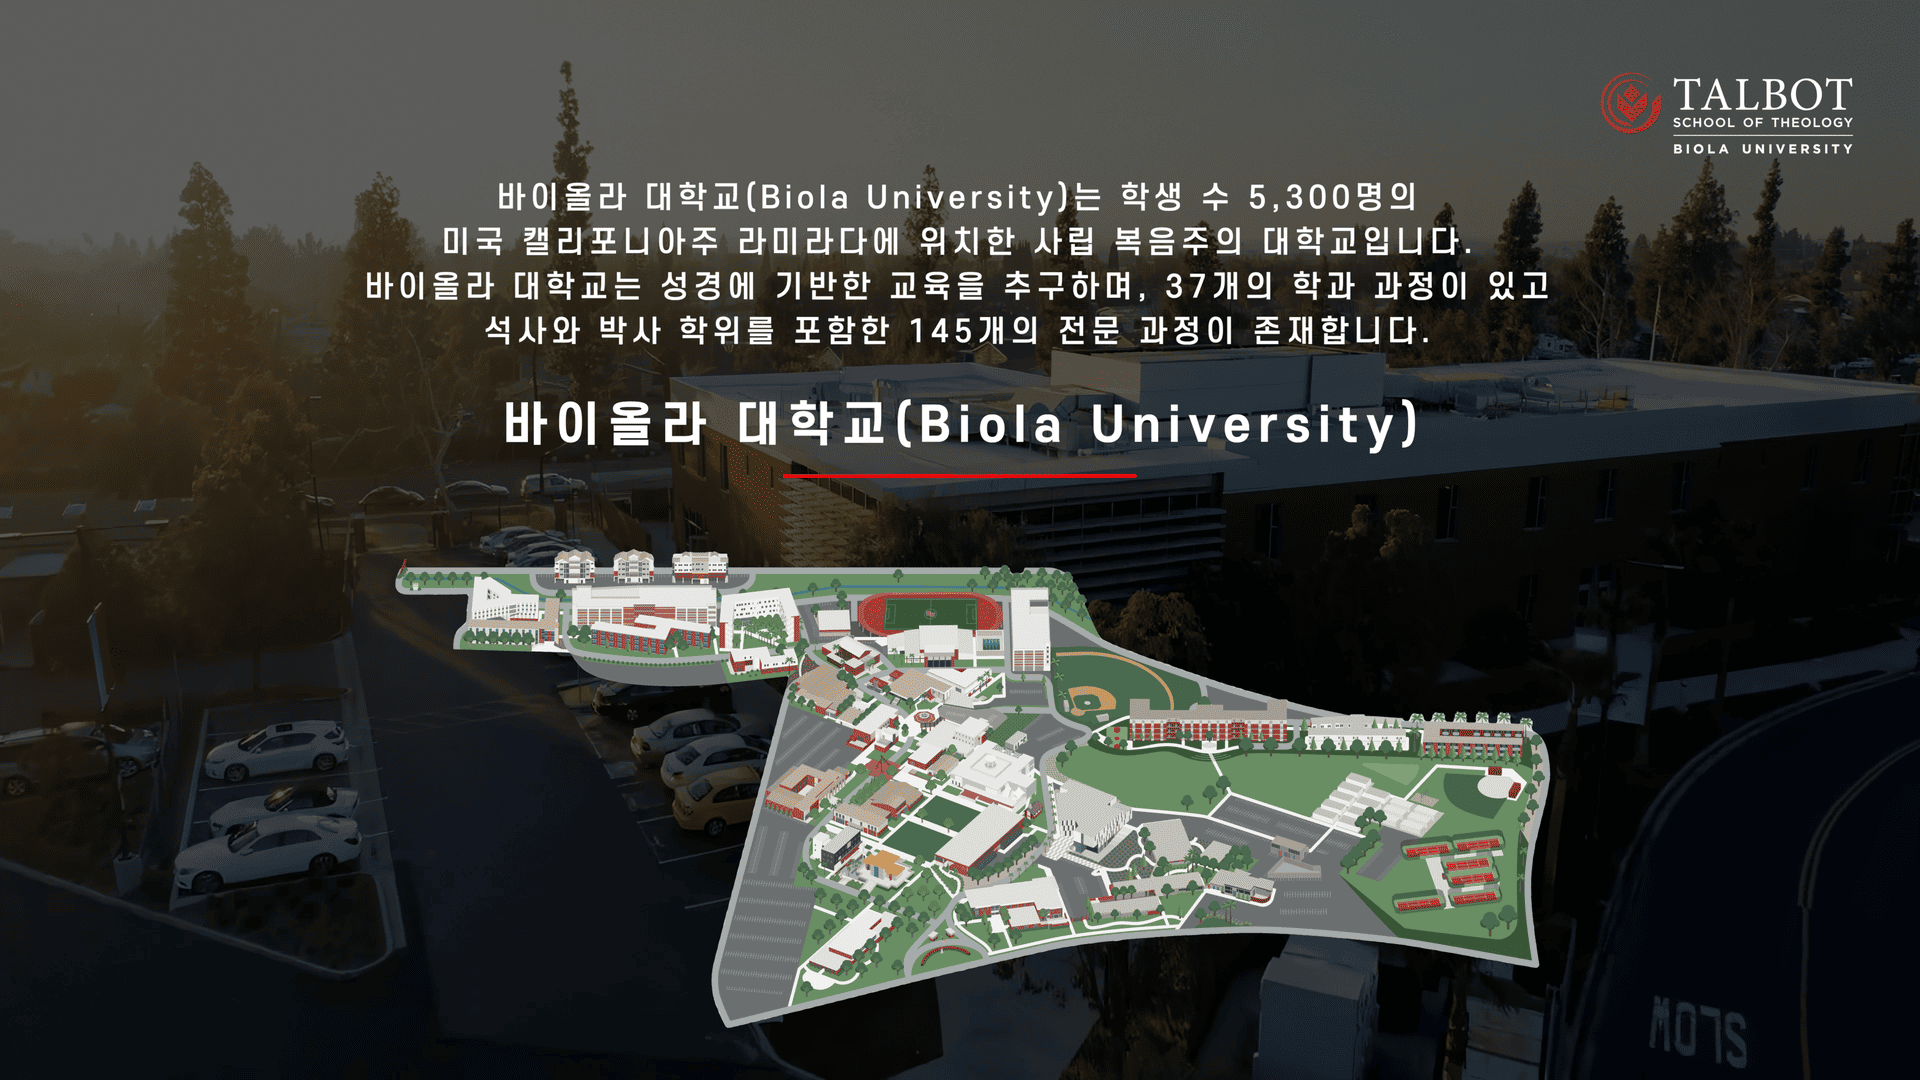 TALBOT
SCHOOL OF THEOLOGY
BIOLA UNIVERSITY
바이올라 대학교(Biola University)는 학생 수 5,300명의
미국 캘리포니아주 라미라다에 위치한 사립 복음주의 대학교입니다.
바이올라 대학교는 성경에 기반한 교육을 추구하며, 37개의 학과 과정이 있고
석사와 박사 학위를 포함한 145개의 전문 과정이 존재합니다.
바이올라 대학교(Biola University)
SLOW